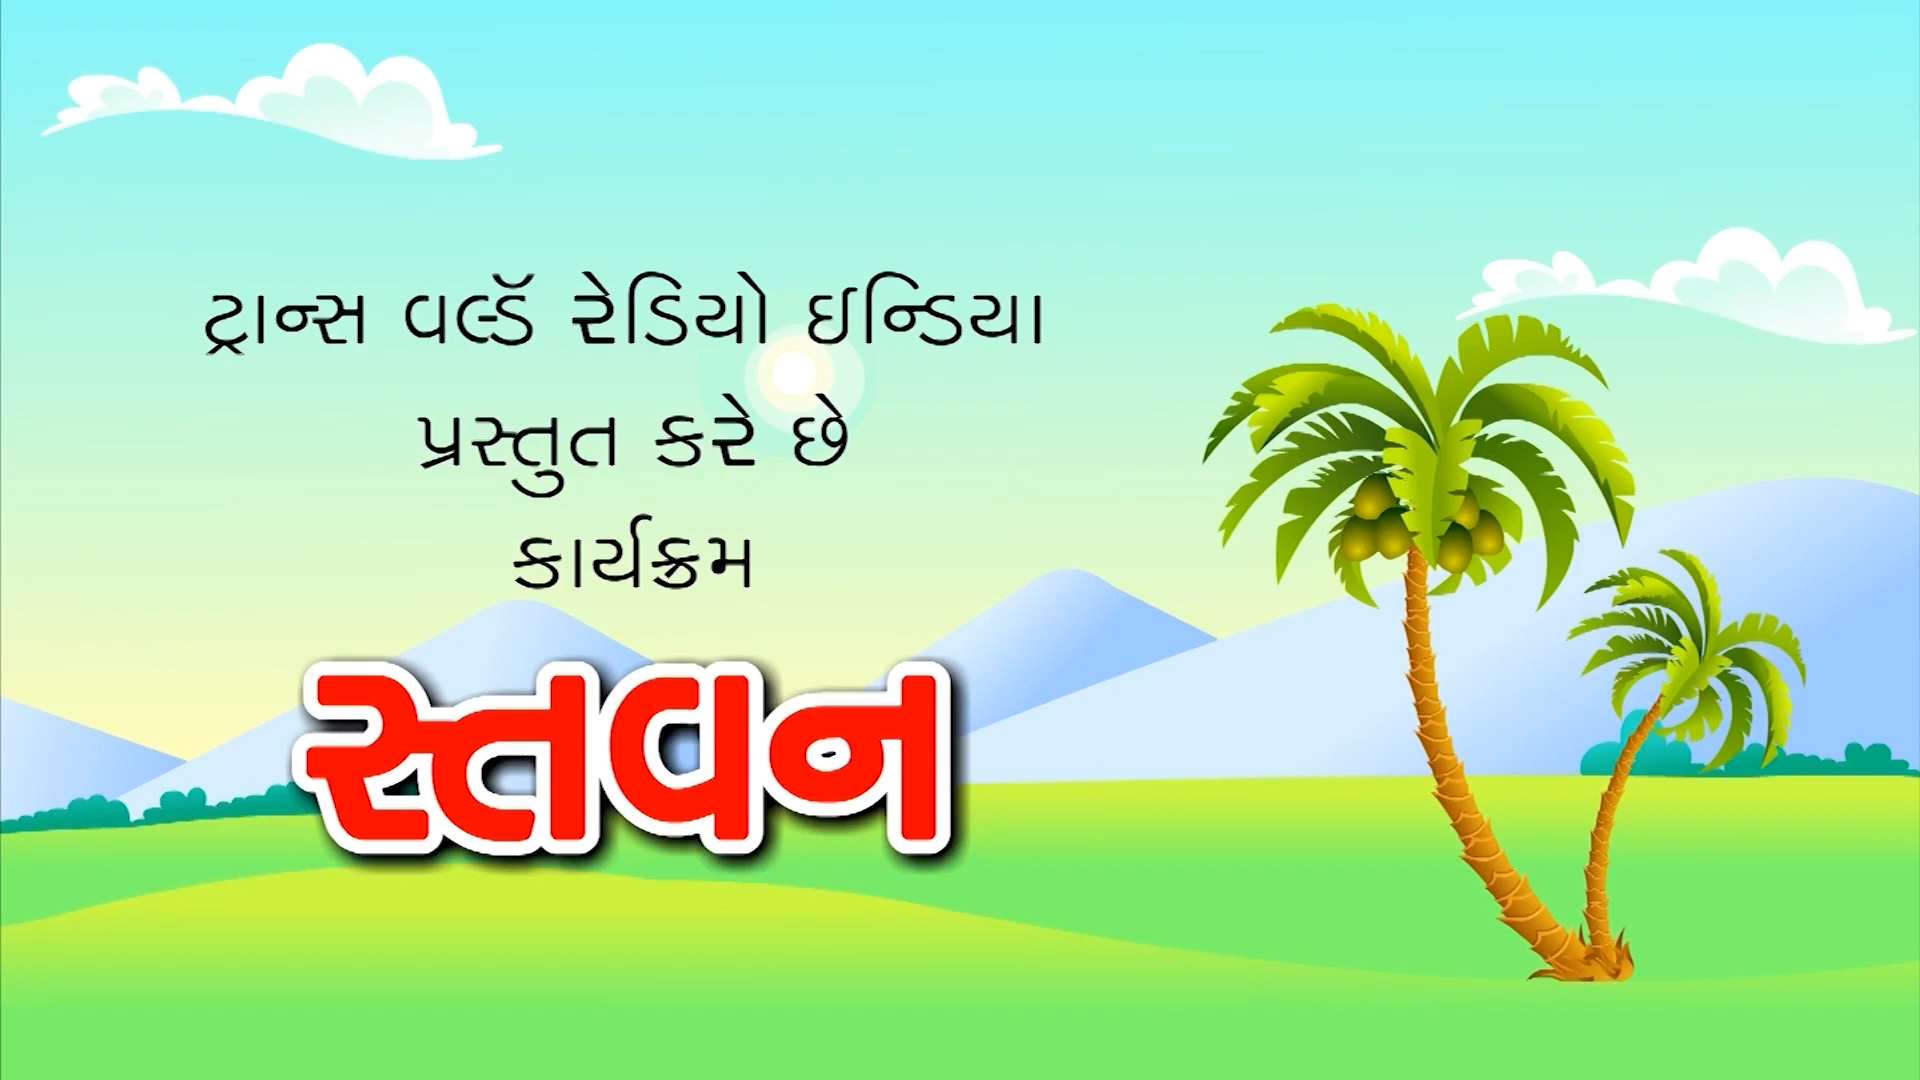 ટ્રાન્સ વર્લ્ડ રેડિયો ઇન્ડિયા
પ્રસ્તુત કરે છે
કાર્યક્રમ
સ્તવન